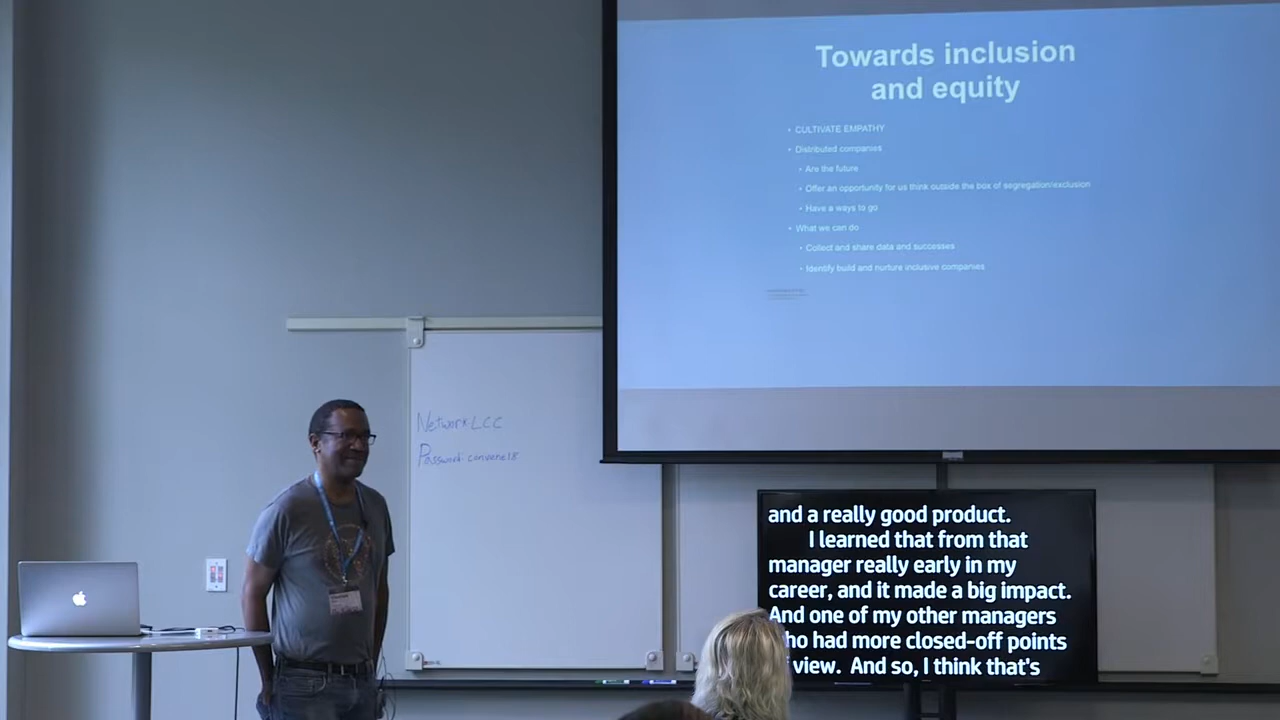 Towards inclusion
and equity
• CULTIVATE EMPATHY
• Distributed companies
• Are the future
• Offer an opportunity for us think outside the box of segregation/exclusion
• Have a ways to go
• What we can do
• Collect and share data and successes
• Identify build and nurture inclusive companies
Network: LCC
Password: convene18
and a really good product.
I learned that from that
manager really early in my
career, and it made a big impact.
And one of my other managers
who had more closed-off points
of view. And so, I think that's